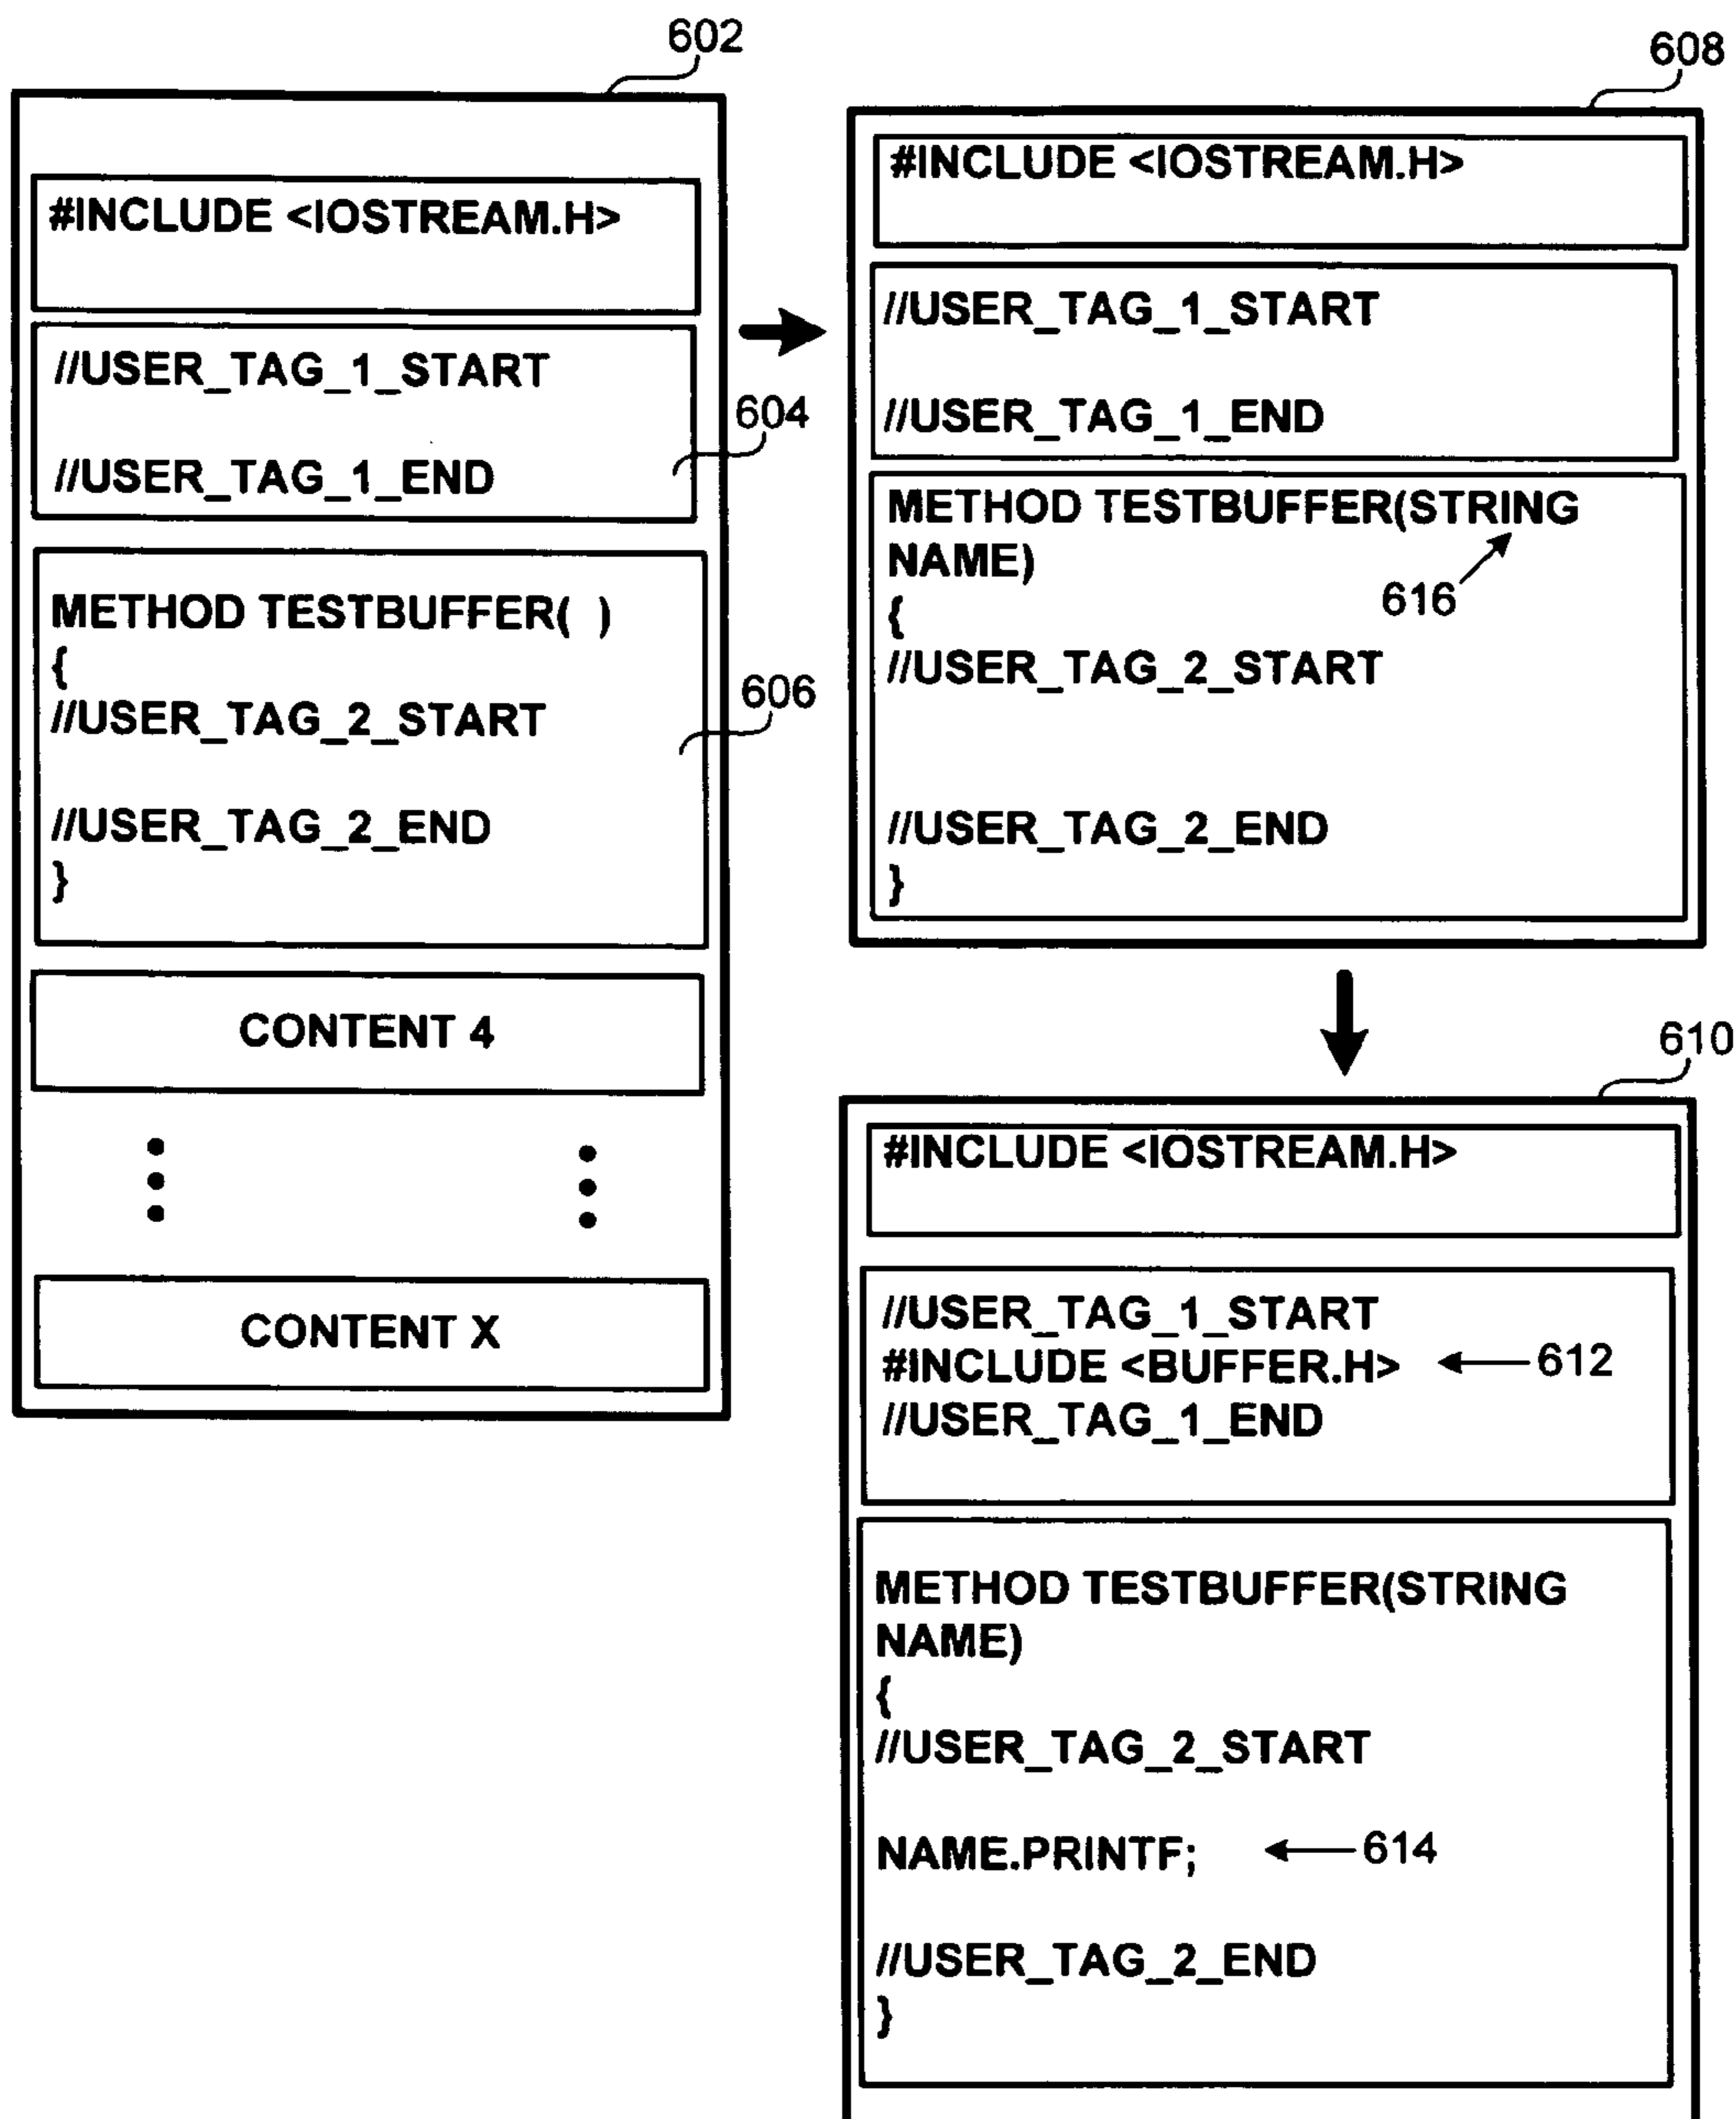 602
#INCLUDE <IOSTREAM.H>
//USER_TAG_1_START
604
//USER_TAG_1_END
METHOD TESTBUFFER( )
{
//USER_TAG_2_START
606
//USER_TAG_2_END
}
CONTENT 4
CONTENT X
608
#INCLUDE <IOSTREAM.H>
//USER_TAG_1_START
//USER_TAG_1_END
METHOD TESTBUFFER(STRING
NAME)
616
{
//USER_TAG_2_START
//USER_TAG_2_END
}
610
#INCLUDE <IOSTREAM.H>
//USER_TAG_1_START
#INCLUDE <BUFFER.H>
612
//USER_TAG_1_END
METHOD TESTBUFFER(STRING
NAME)
{
//USER_TAG_2_START
NAME.PRINTF;
614
//USER_TAG_2_END
}